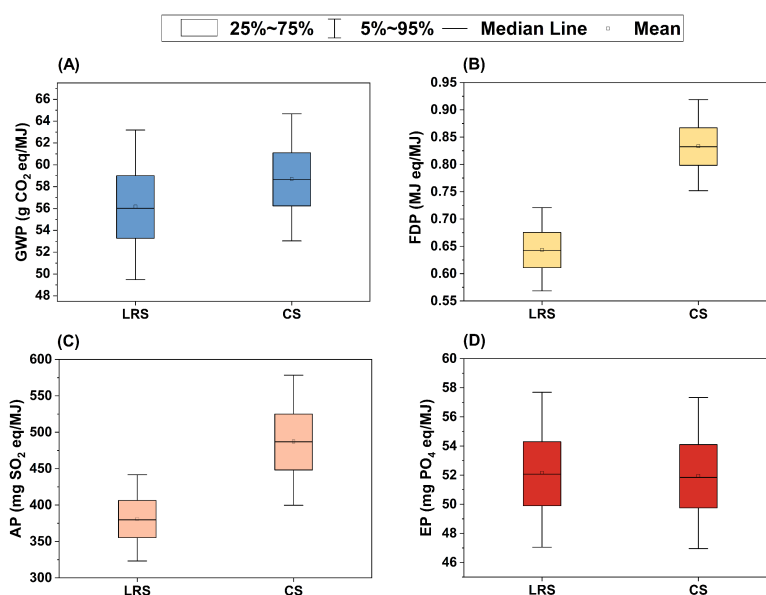 25%~75% 5%~95% Median Line Mean
(A)
GWP (g CO₂ eq/MJ)
66
64
62
60
58
56
54
52
50
48
LRS CS
(B)
FDP (MJ eq/MJ)
0.95
0.90
0.85
0.80
0.75
0.70
0.65
0.60
0.55
LRS CS
(C)
AP (mg SO₂ eq/MJ)
600
550
500
450
400
350
300
LRS CS
(D)
EP (mg PO₄ eq/MJ)
60
58
56
54
52
50
48
46
LRS CS